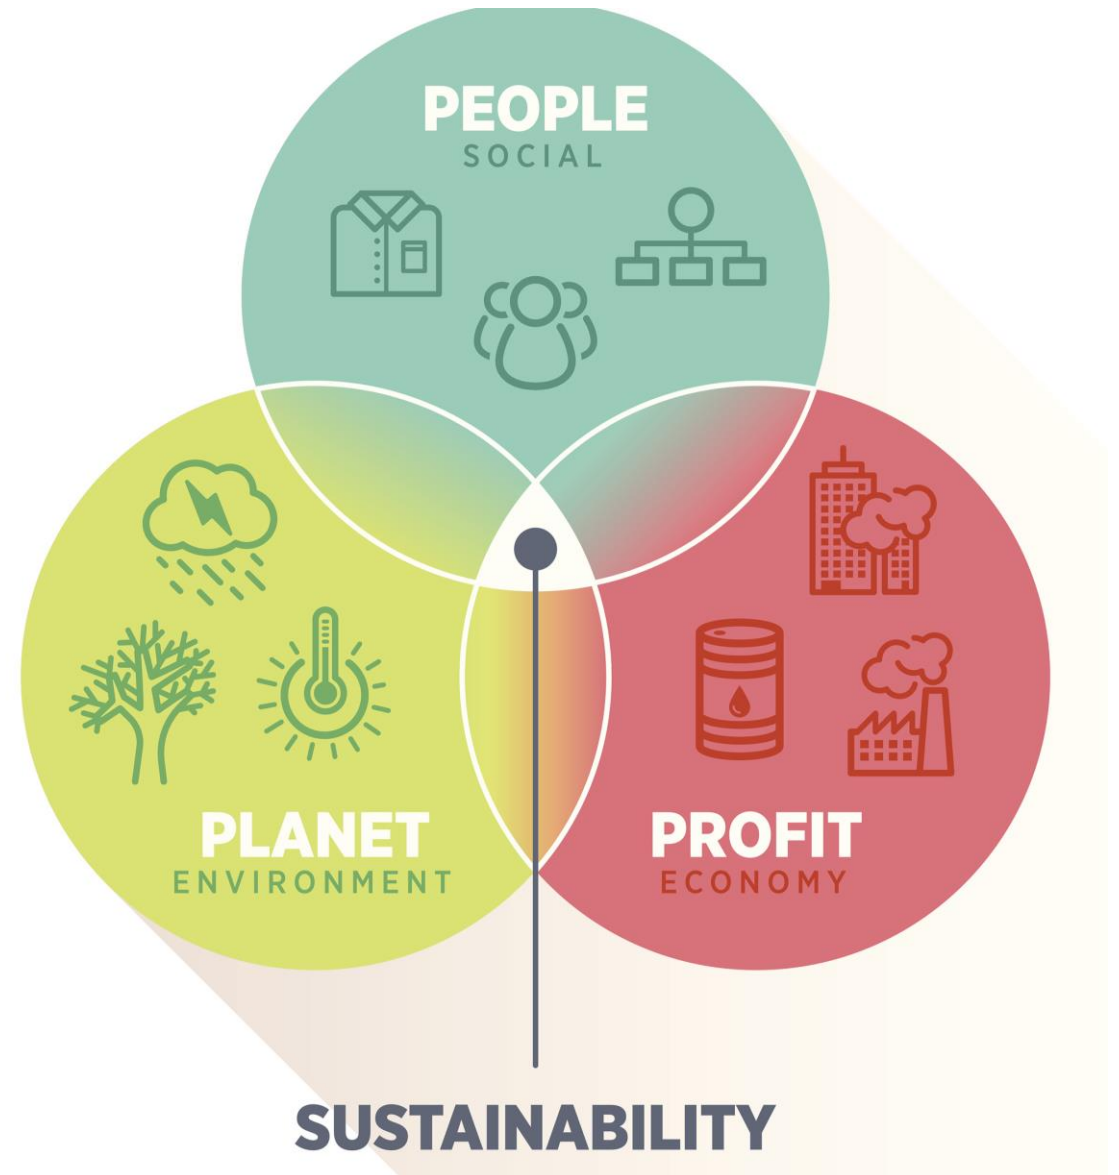 PEOPLE
SOCIAL
PLANET
ENVIRONMENT
PROFIT
ECONOMY
SUSTAINABILITY